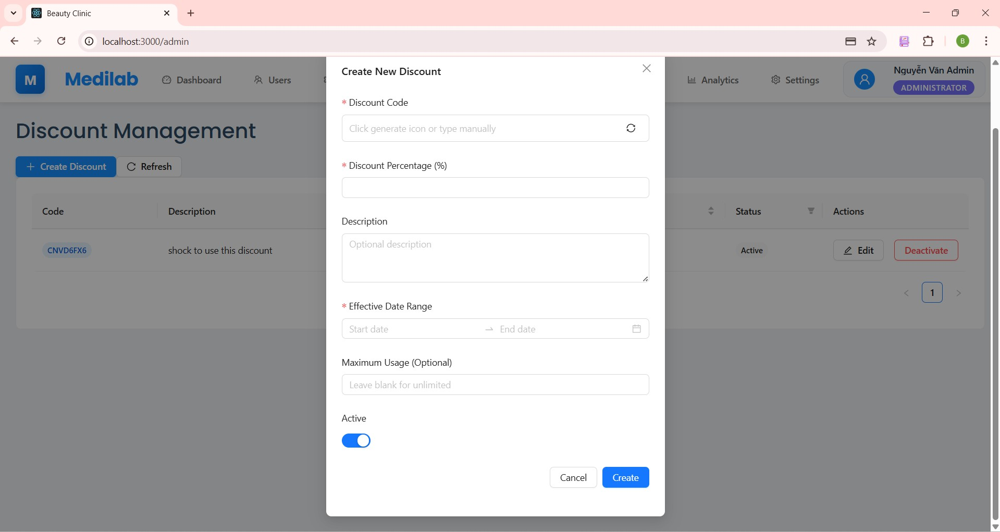 Beauty Clinic
localhost:3000/admin
B
M
Medilab
Dashboard
Users
Analytics
Settings
Nguyễn Văn Admin
ADMINISTRATOR
Discount Management
Create Discount
Refresh
Code
Description
Status
Actions
CNVD6FX6
shock to use this discount
Active
Edit
Deactivate
1
Create New Discount
* Discount Code
Click generate icon or type manually
* Discount Percentage (%)
Description
Optional description
* Effective Date Range
Start date
End date
Maximum Usage (Optional)
Leave blank for unlimited
Active
Cancel
Create